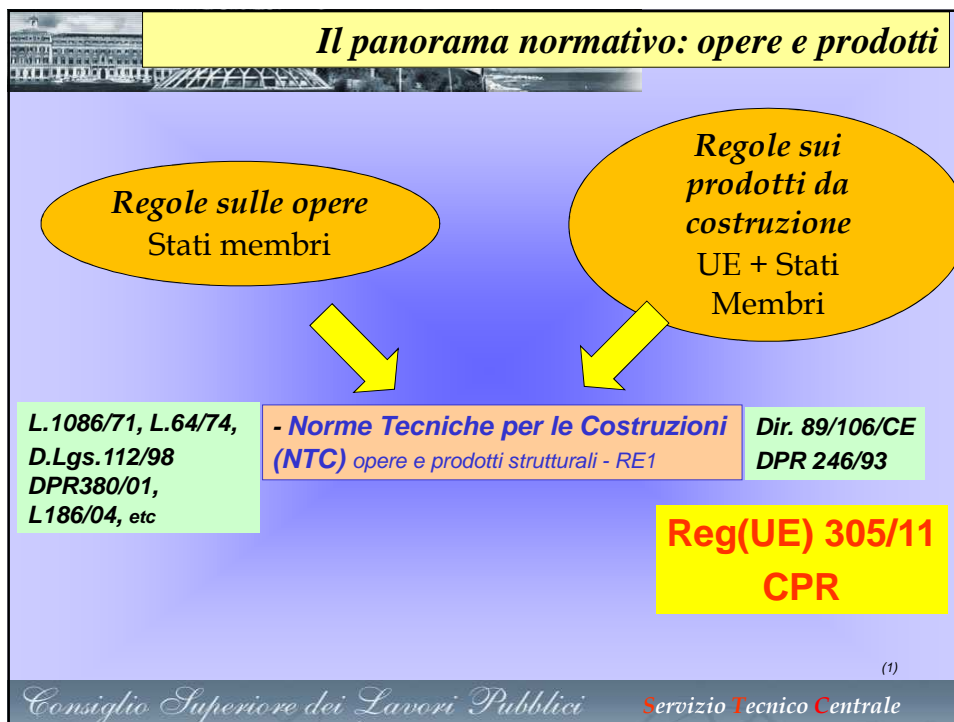 Il panorama normativo: opere e prodotti
Regole sulle opere
Stati membri
Regole sui
prodotti da
costruzione
UE + Stati
Membri
L.1086/71, L.64/74,
D.Lgs.112/98
DPR380/01,
L186/04, etc
- Norme Tecniche per le Costruzioni
(NTC) opere e prodotti strutturali - RE1
Dir. 89/106/CE
DPR 246/93
Reg(UE) 305/11
CPR
(1)
Consiglio Superiore dei Lavori Pubblici
Servizio Tecnico Centrale